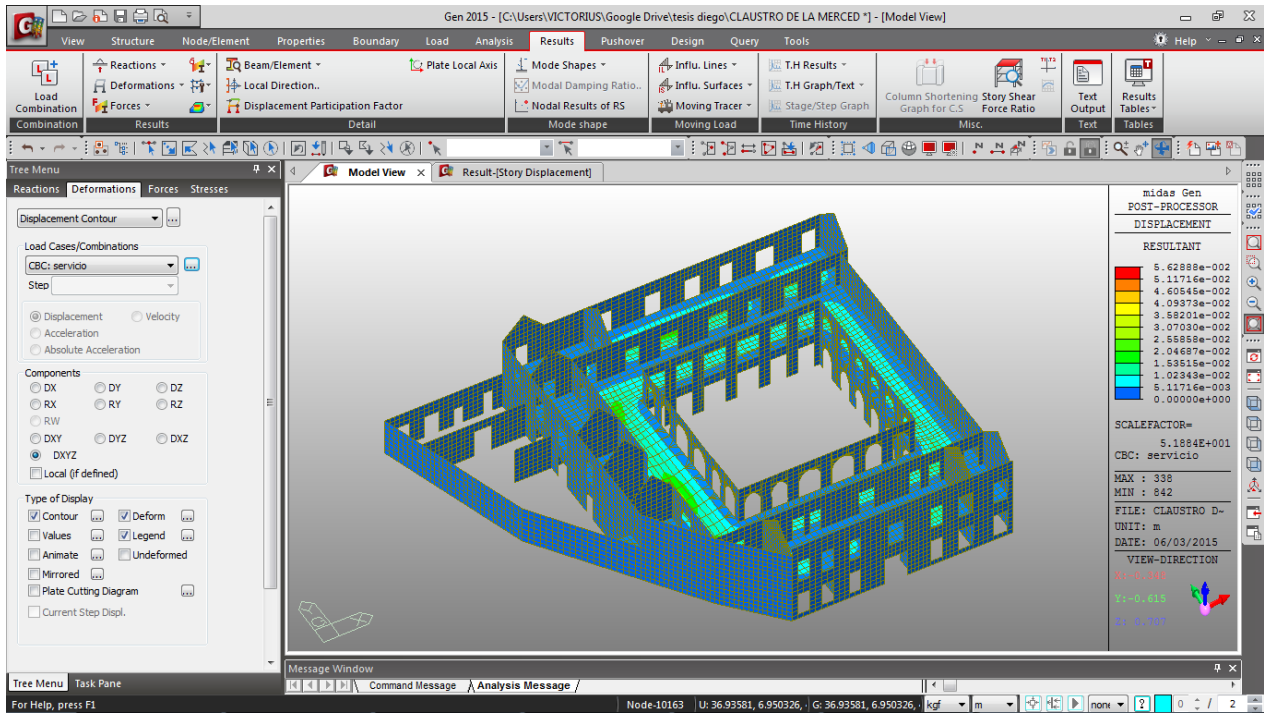 Gen 2015 - [C:\Users\VICTORIUS\Google Drive\tesis diego\CLAUSTRO DE LA MERCED *] - [Model View]
View Structure Node/Element Properties Boundary Load Analysis Results Pushover Design Query Tools Help
Load Combination
Reactions
Deformations
Forces
Beam/Element
Local Direction..
Displacement Participation Factor
Plate Local Axis
Mode Shapes
Modal Damping Ratio..
Nodal Results of RS
Influ. Lines
Influ. Surfaces
Moving Tracer
T.H Results
T.H Graph/Text
Stage/Step Graph
Column Shortening Graph for C.S
Story Shear Force Ratio
Text Output
Results Tables
Combination Results Detail Mode shape Moving Load Time History Misc. Text Tables
Tree Menu
Model View Result-[Story Displacement]
Reactions Deformations Forces Stresses
Displacement Contour
Load Cases/Combinations
CBC: servicio
Step
Displacement Velocity
Acceleration
Absolute Acceleration
Components
DX DY DZ
RX RY RZ
RW
DXY DYZ DXZ
DXYZ
Local (if defined)
Type of Display
Contour Deform
Values Legend
Animate Undeformed
Mirrored
Plate Cutting Diagram
Current Step Displ.
midas Gen
POST-PROCESSOR
DISPLACEMENT
RESULTANT
5.62888e-002
5.11716e-002
4.60545e-002
4.09373e-002
3.58201e-002
3.07030e-002
2.55858e-002
2.04687e-002
1.53515e-002
1.02343e-002
5.11716e-003
0.00000e+000
SCALEFACTOR=
5.1884E+001
CBC: servicio
MAX : 338
MIN : 842
FILE: CLAUSTRO D~
UNIT: m
DATE: 06/03/2015
VIEW-DIRECTION
Y:-0.615
Z: 0.707
Message Window
Command Message Analysis Message
Tree Menu Task Pane
For Help, press F1
Node-10163 U: 36.93581, 6.950326, G: 36.93581, 6.950326, kgf m none 0 / 2